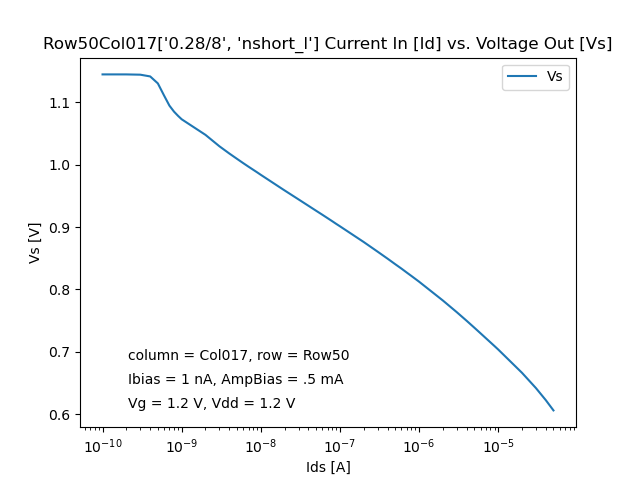 Row50Col017['0.28/8', 'nshort_l'] Current In [Id] vs. Voltage Out [Vs]
Vs
1.1
1.0
0.9
0.8
0.7
0.6
Vs [V]
column = Col017, row = Row50
Ibias = 1 nA, AmpBias = .5 mA
Vg = 1.2 V, Vdd = 1.2 V
10⁻¹⁰ 10⁻⁹ 10⁻⁸ 10⁻⁷ 10⁻⁶ 10⁻⁵
Ids [A]